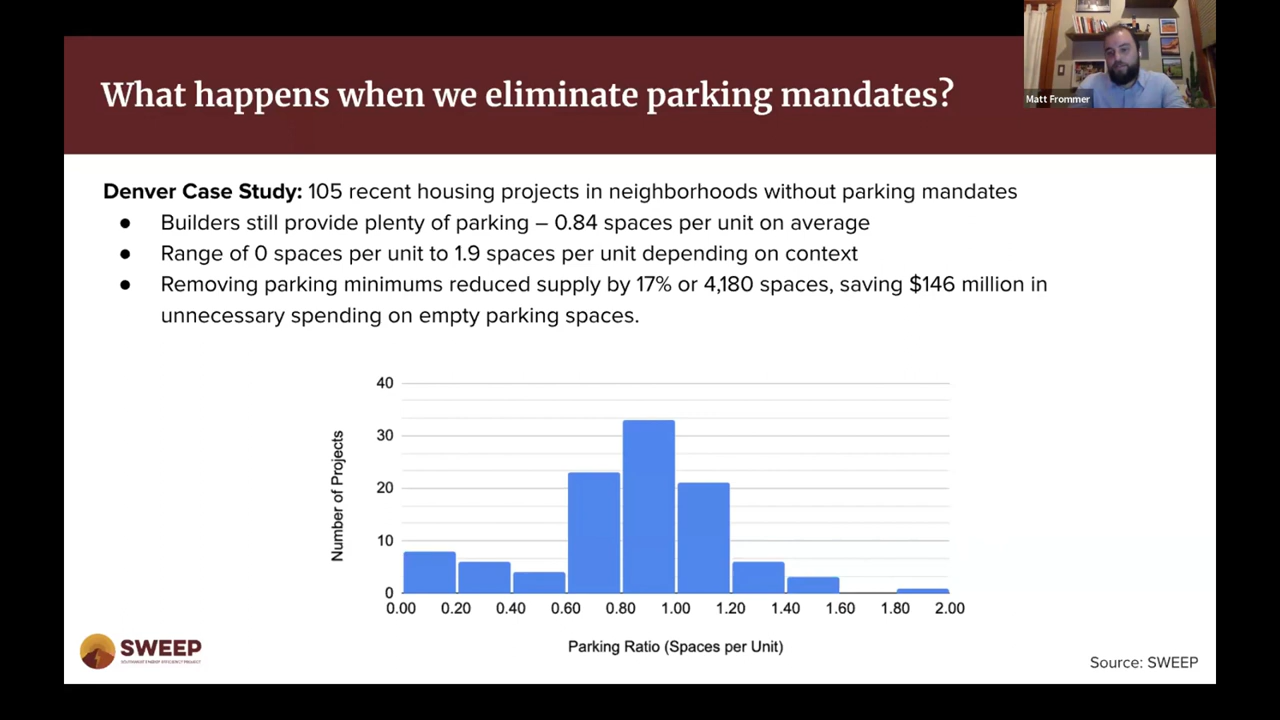 What happens when we eliminate parking mandates?
Matt Frommer
Denver Case Study: 105 recent housing projects in neighborhoods without parking mandates
● Builders still provide plenty of parking – 0.84 spaces per unit on average
● Range of 0 spaces per unit to 1.9 spaces per unit depending on context
● Removing parking minimums reduced supply by 17% or 4,180 spaces, saving $146 million in
unnecessary spending on empty parking spaces.
40
30
20
10
0
Number of Projects
0.00 0.20 0.40 0.60 0.80 1.00 1.20 1.40 1.60 1.80 2.00
Parking Ratio (Spaces per Unit)
SWEEP
SOUTHWEST ENERGY EFFICIENCY PROJECT
Source: SWEEP